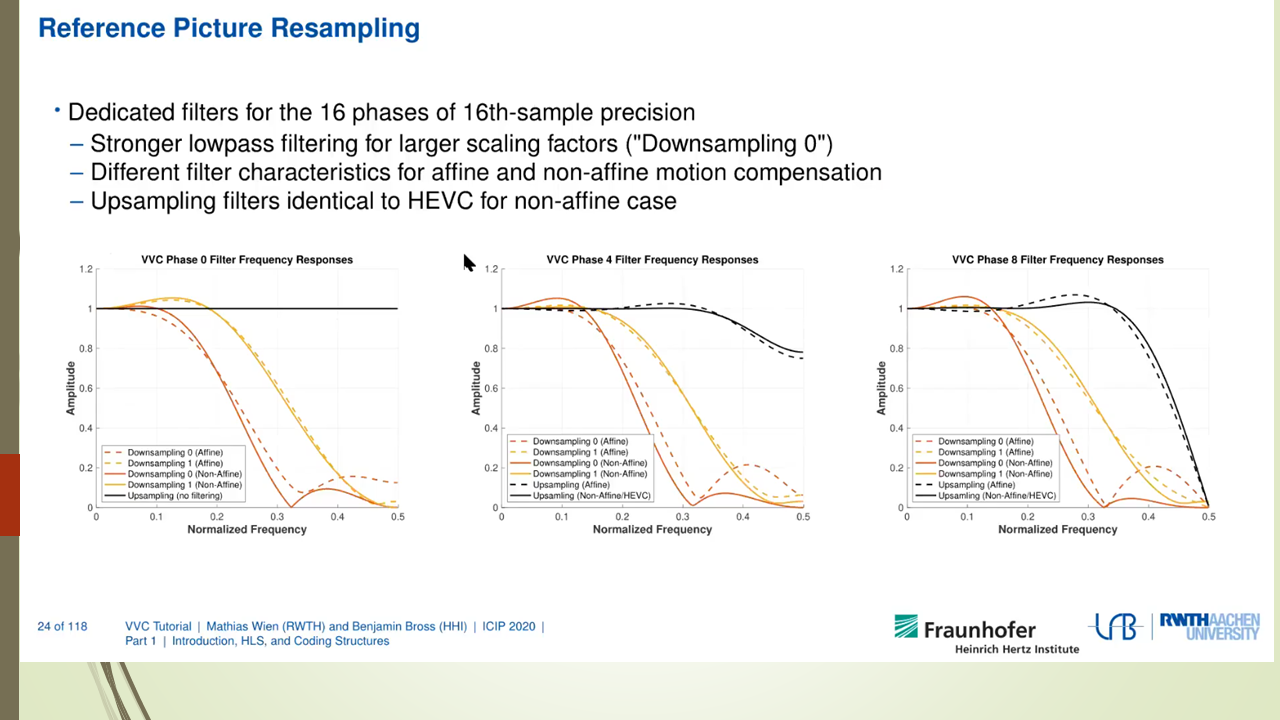 Reference Picture Resampling
• Dedicated filters for the 16 phases of 16th-sample precision
– Stronger lowpass filtering for larger scaling factors ("Downsampling 0")
– Different filter characteristics for affine and non-affine motion compensation
– Upsampling filters identical to HEVC for non-affine case
VVC Phase 0 Filter Frequency Responses
1.2
1
0.8
0.6
0.4
0.2
0
Amplitude
Downsampling 0 (Affine)
Downsampling 1 (Affine)
Downsampling 0 (Non-Affine)
Downsampling 1 (Non-Affine)
Upsampling (no filtering)
0 0.1 0.2 0.3 0.4 0.5
Normalized Frequency
VVC Phase 4 Filter Frequency Responses
1.2
1
0.8
0.6
0.4
0.2
0
Amplitude
Downsampling 0 (Affine)
Downsampling 1 (Affine)
Downsampling 0 (Non-Affine)
Downsampling 1 (Non-Affine)
Upsampling (Affine)
Upsamling (Non-Affine/HEVC)
0 0.1 0.2 0.3 0.4 0.5
Normalized Frequency
VVC Phase 8 Filter Frequency Responses
1.2
1
0.8
0.6
0.4
0.2
0
Amplitude
Downsampling 0 (Affine)
Downsampling 1 (Affine)
Downsampling 0 (Non-Affine)
Downsampling 1 (Non-Affine)
Upsampling (Affine)
Upsamling (Non-Affine/HEVC)
0 0.1 0.2 0.3 0.4 0.5
Normalized Frequency
24 of 118
VVC Tutorial | Mathias Wien (RWTH) and Benjamin Bross (HHI) | ICIP 2020 |
Part 1 | Introduction, HLS, and Coding Structures
Fraunhofer
Heinrich Hertz Institute
RWTH AACHEN
UNIVERSITY